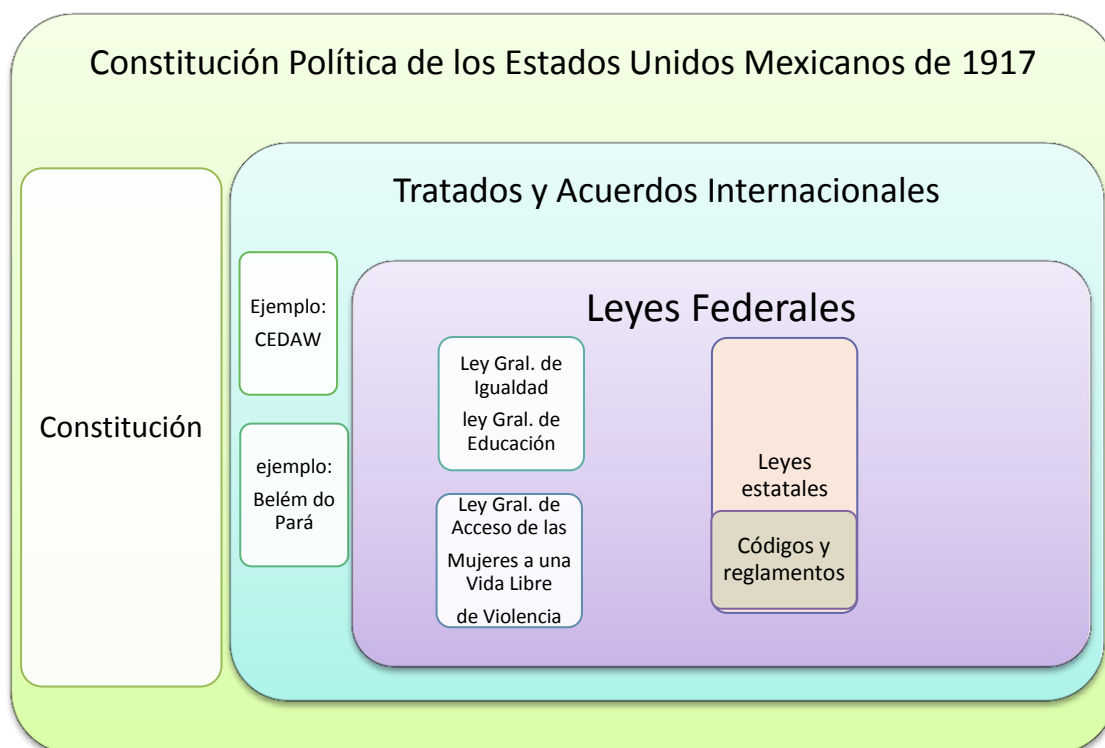 Constitución Política de los Estados Unidos Mexicanos de 1917
Tratados y Acuerdos Internacionales
Constitución
Ejemplo:
CEDAW
ejemplo:
Belém do
Pará
Leyes Federales
Ley Gral. de
Igualdad
ley Gral. de
Educación
Ley Gral. de
Acceso de las
Mujeres a una
Vida Libre
de Violencia
Leyes
estatales
Códigos y
reglamentos